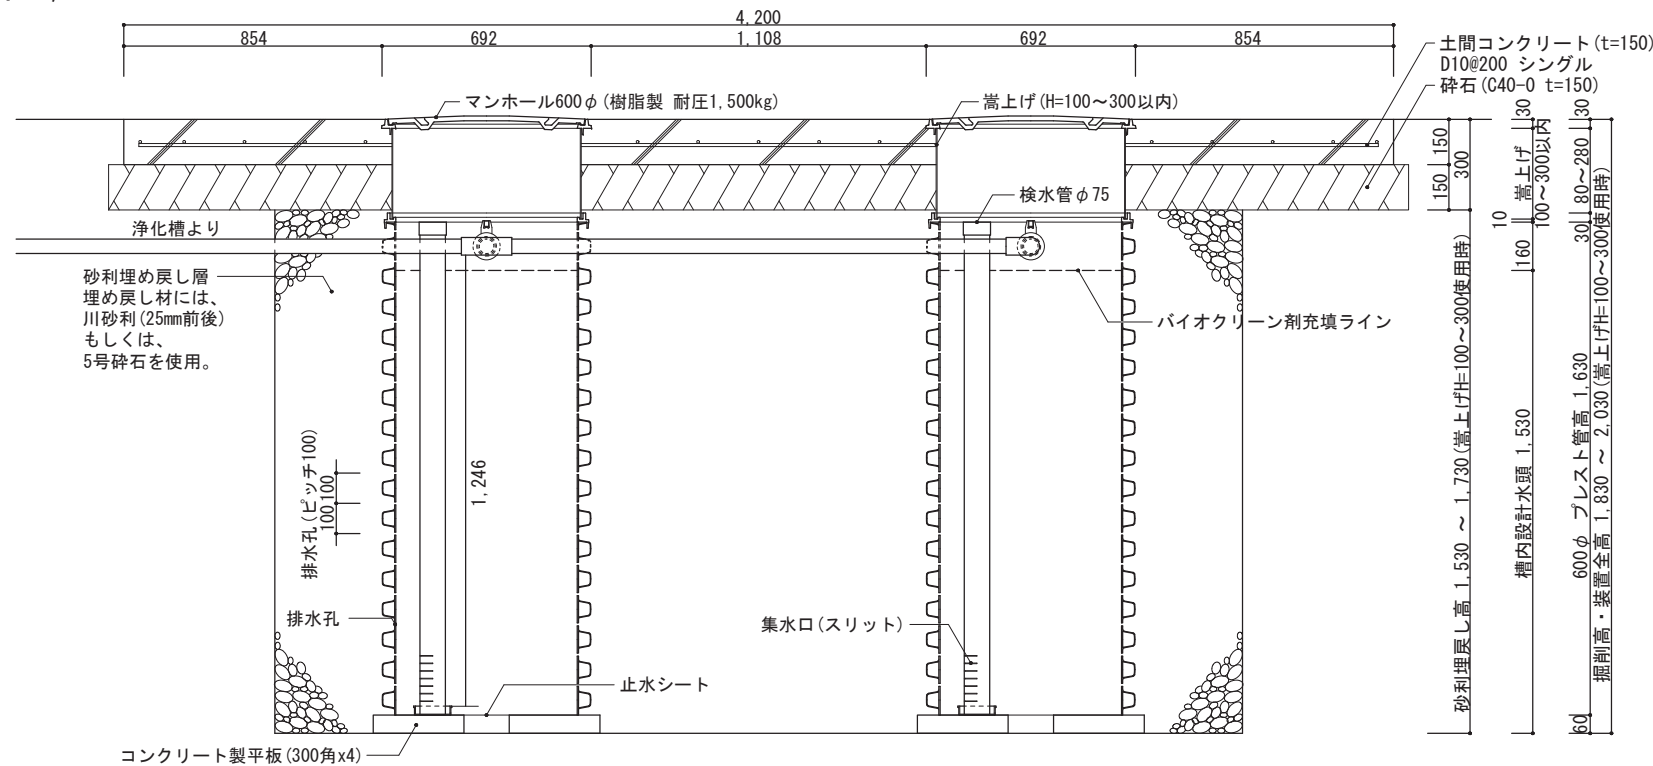 4,200
854
692
1,108
692
854
土間コンクリート(t=150)
D10@200 シングル
砕石(C40-0 t=150)
マンホール600φ(樹脂製 耐圧1,500kg)
嵩上げ(H=100～300以内)
検水管φ75
浄化槽より
砂利埋め戻し層
埋め戻し材には、
川砂利(25mm前後)
もしくは、
5号砕石を使用。
バイオクリーン剤充填ライン
排水孔(ピッチ100)
100
100
1,246
排水孔
集水口(スリット)
止水シート
コンクリート製平板(300角x4)
150
150
300
砂利埋戻し高 1,530 ～ 1,730(嵩上げH=100～300使用時)
30
嵩上げ
100～300以内
10
160
槽内設計水頭 1,530
30
80～280
30
600φ プレスト管高 1,630
60
掘削高・装置全高 1,830 ～ 2,030(嵩上げH=100～300使用時)